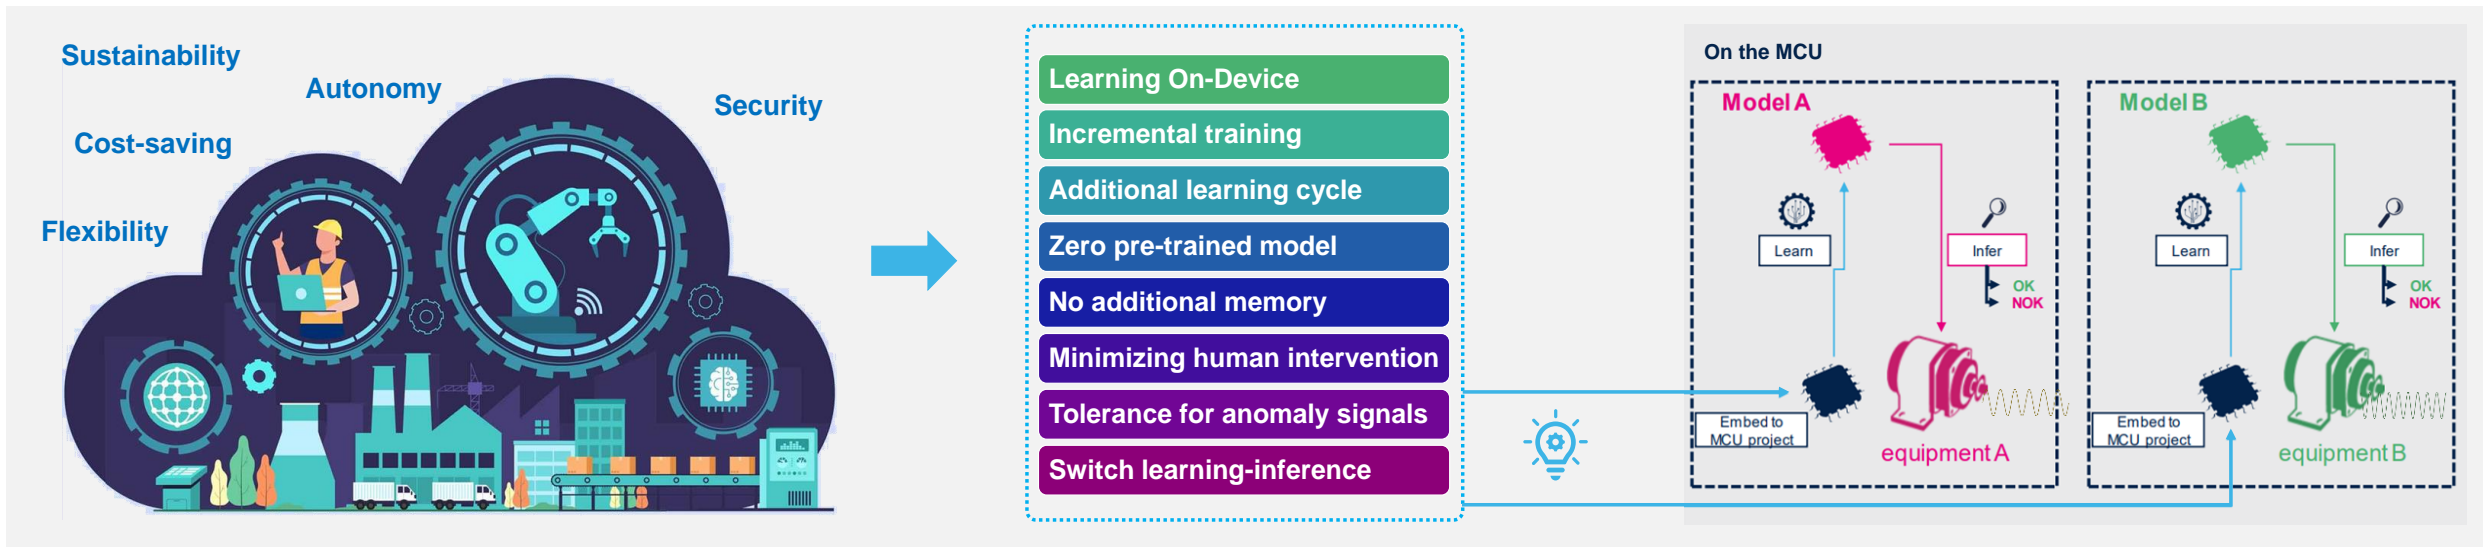 Sustainability
Autonomy
Security
Cost-saving
Flexibility
Learning On-Device
Incremental training
Additional learning cycle
Zero pre-trained model
No additional memory
Minimizing human intervention
Tolerance for anomaly signals
Switch learning-inference
On the MCU
Model A
Learn
Infer
OK
NOK
Embed to
MCU project
equipment A
Model B
Learn
Infer
OK
NOK
Embed to
MCU project
equipment B